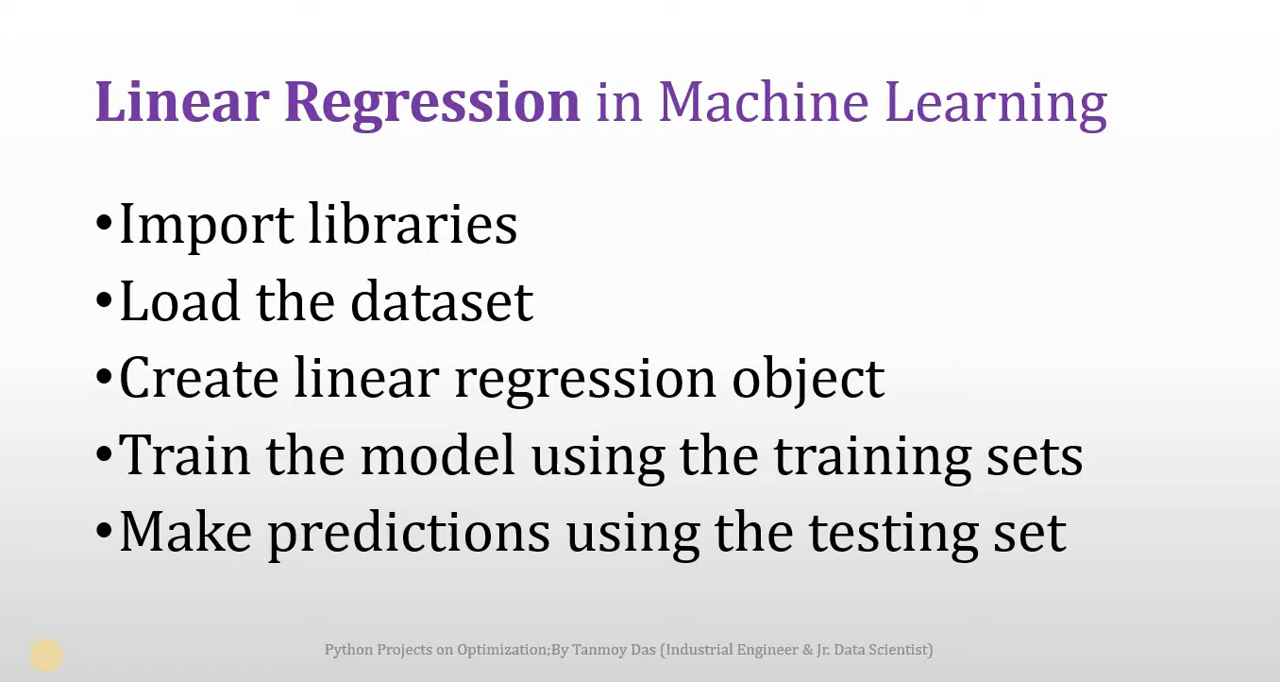 Linear Regression in Machine Learning
•Import libraries
•Load the dataset
•Create linear regression object
•Train the model using the training sets
•Make predictions using the testing set
Python Projects on Optimization;By Tanmoy Das (Industrial Engineer & Jr. Data Scientist)